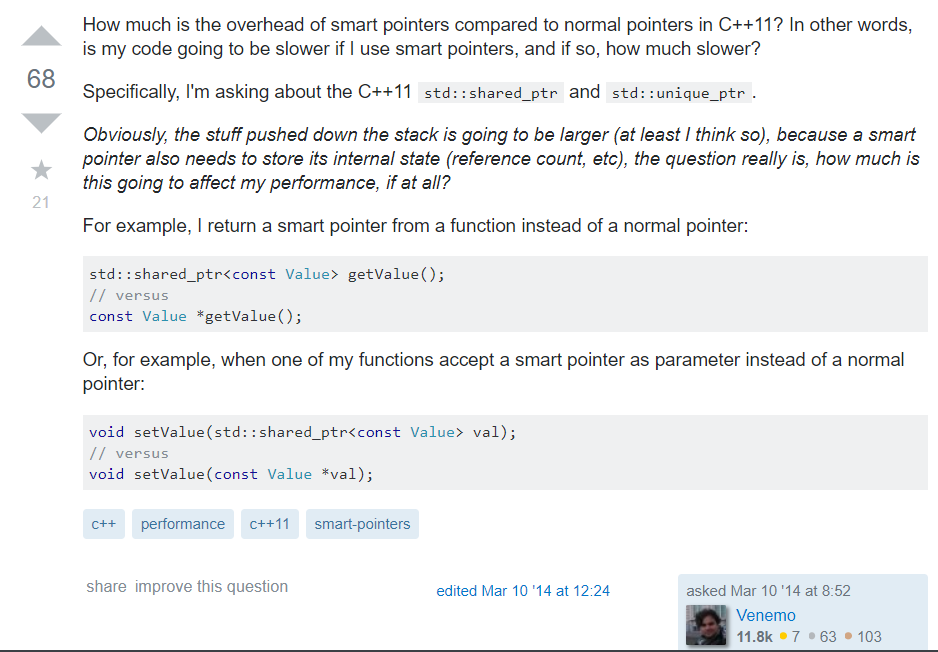 How much is the overhead of smart pointers compared to normal pointers in C++11? In other words,
is my code going to be slower if I use smart pointers, and if so, how much slower?
68
Specifically, I'm asking about the C++11 std::shared_ptr and std::unique_ptr .
Obviously, the stuff pushed down the stack is going to be larger (at least I think so), because a smart
pointer also needs to store its internal state (reference count, etc), the question really is, how much is
this going to affect my performance, if at all?
21
For example, I return a smart pointer from a function instead of a normal pointer:
std::shared_ptr<const Value> getValue();
// versus
const Value *getValue();
Or, for example, when one of my functions accept a smart pointer as parameter instead of a normal
pointer:
void setValue(std::shared_ptr<const Value> val);
// versus
void setValue(const Value *val);
c++ performance c++11 smart-pointers
share improve this question
edited Mar 10 '14 at 12:24
asked Mar 10 '14 at 8:52
Venemo
11.8k 7 63 103